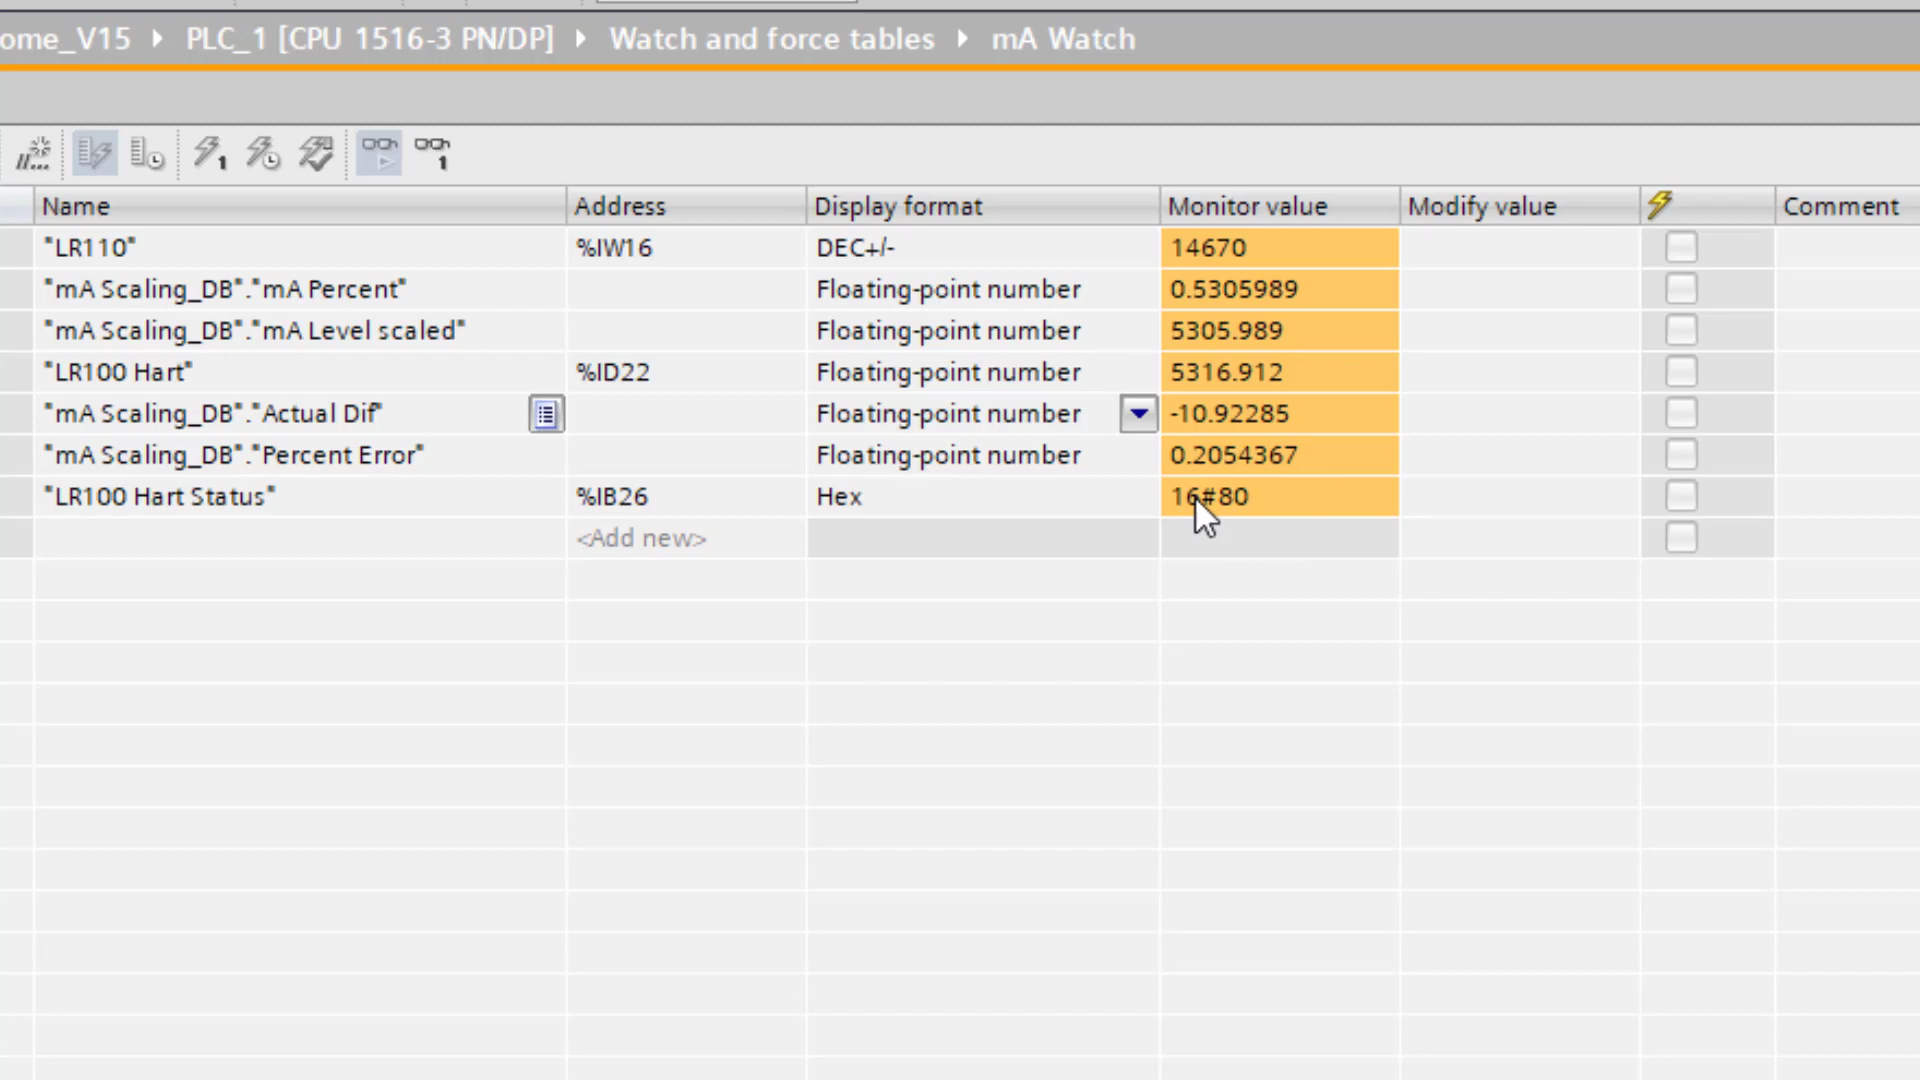 ome_V15 ▸ PLC_1 [CPU 1516-3 PN/DP] ▸ Watch and force tables ▸ mA Watch
1 1
Name Address Display format Monitor value Modify value Comment
"LR110" %IW16 DEC+/- 14670
"mA Scaling_DB"."mA Percent" Floating-point number 0.5305989
"mA Scaling_DB"."mA Level scaled" Floating-point number 5305.989
"LR100 Hart" %ID22 Floating-point number 5316.912
"mA Scaling_DB"."Actual Dif" Floating-point number -10.92285
"mA Scaling_DB"."Percent Error" Floating-point number 0.2054367
"LR100 Hart Status" %IB26 Hex 16#80
<Add new>